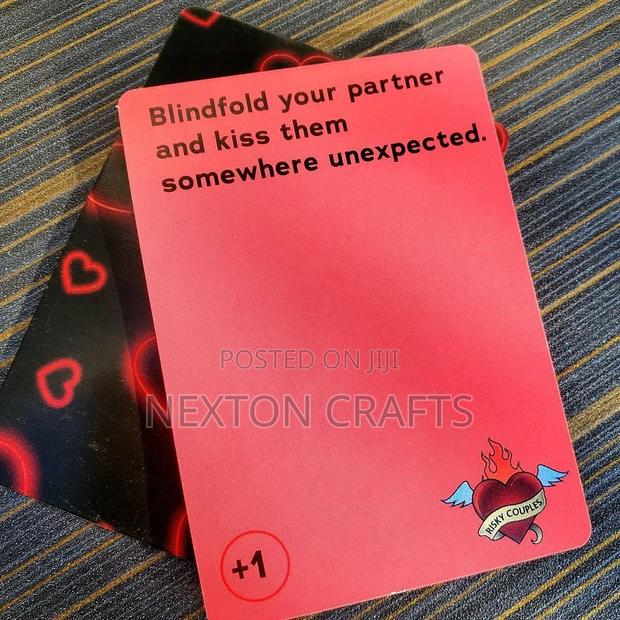 Blindfold your partner
and kiss them
somewhere unexpected.
POSTED ON JIJI
NEXTON CRAFTS
RISKY COUPLES
+1